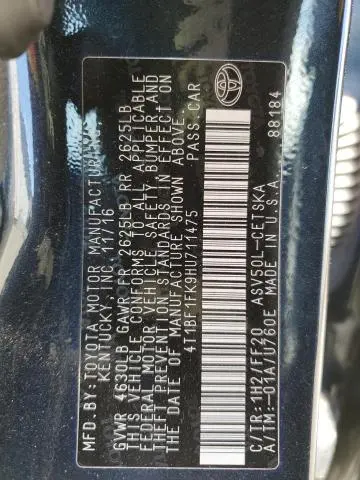 MFD. BY: TOYOTA MOTOR MANUFACTURING,
KENTUCKY, INC. 11/16
GVWR 4630LB GAWR FR 2625LB RR 2625LB
THIS VEHICLE CONFORMS TO ALL APPLICABLE
FEDERAL MOTOR VEHICLE SAFETY, BUMPER AND
THEFT PREVENTION STANDARDS IN EFFECT ON
THE DATE OF MANUFACTURE SHOWN ABOVE.
4T1BF1FK9HU711475 PASS.CAR
C/TR:1H2/FF20 ASV50L-CETSKA
A/TM:-01A/U760E MADE IN U.S.A.
88184